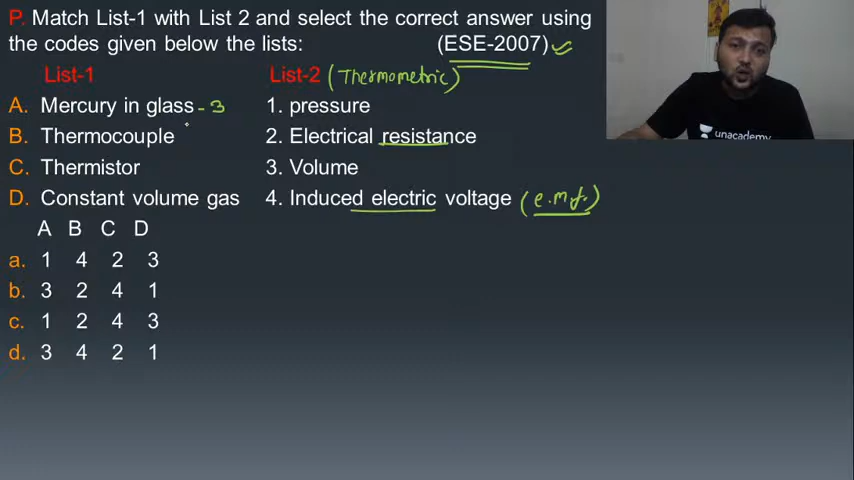 P. Match List-1 with List 2 and select the correct answer using
the codes given below the lists: (ESE-2007)
List-1 List-2 (Thermometric)
A. Mercury in glass - 3 1. pressure
B. Thermocouple 2. Electrical resistance
C. Thermistor 3. Volume
D. Constant volume gas 4. Induced electric voltage (e.m.f.)
A B C D
a. 1 4 2 3
b. 3 2 4 1
c. 1 2 4 3
d. 3 4 2 1
unacademy